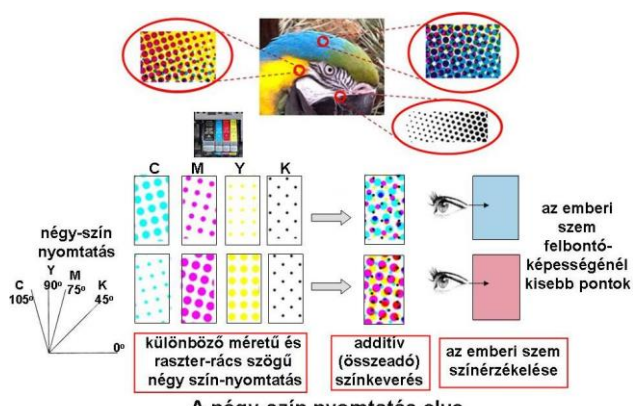 C M Y K
négy-szín
nyomtatás
C
105º
Y
90º
M
75º
K
45º
0º
az emberi
szem
felbontó-
képességénél
kisebb pontok
különböző méretű és
raszter-rács szögű
négy szín-nyomtatás
additív
(összeadó)
színkeverés
az emberi szem
színérzékelése
A négy-szín nyomtatás elve